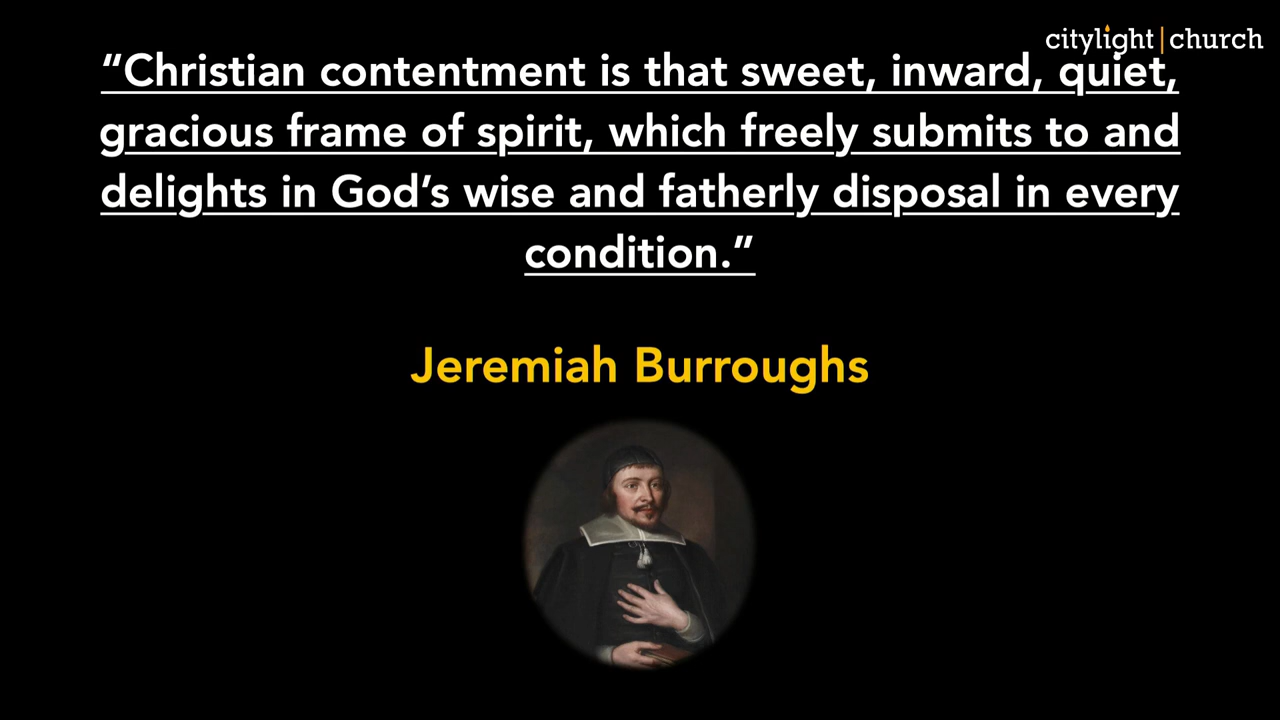 citylight|church
“Christian contentment is that sweet, inward, quiet,
gracious frame of spirit, which freely submits to and
delights in God’s wise and fatherly disposal in every
condition.”
Jeremiah Burroughs